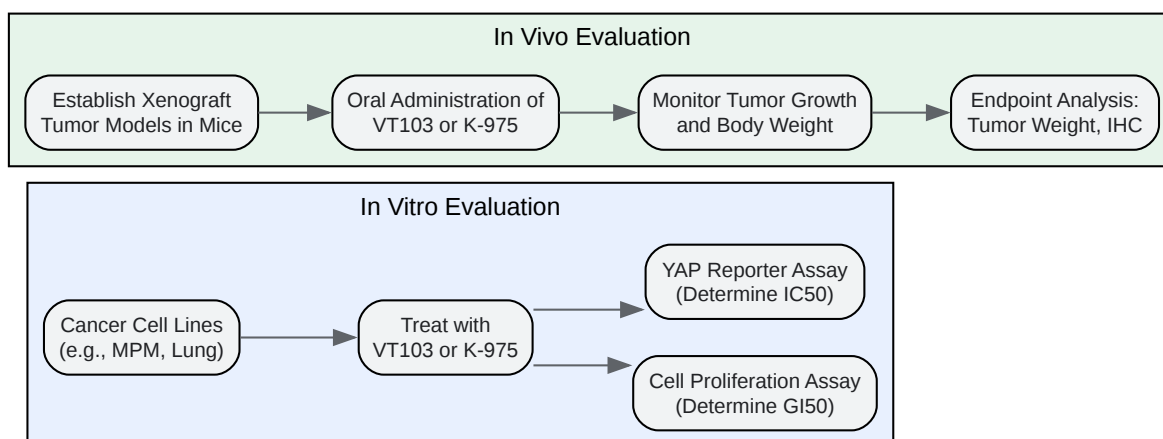 In Vivo Evaluation
Establish Xenograft
Tumor Models in Mice
Oral Administration of
VT103 or K-975
Monitor Tumor Growth
and Body Weight
Endpoint Analysis:
Tumor Weight, IHC
In Vitro Evaluation
Cancer Cell Lines
(e.g., MPM, Lung)
Treat with
VT103 or K-975
YAP Reporter Assay
(Determine IC50)
Cell Proliferation Assay
(Determine GI50)